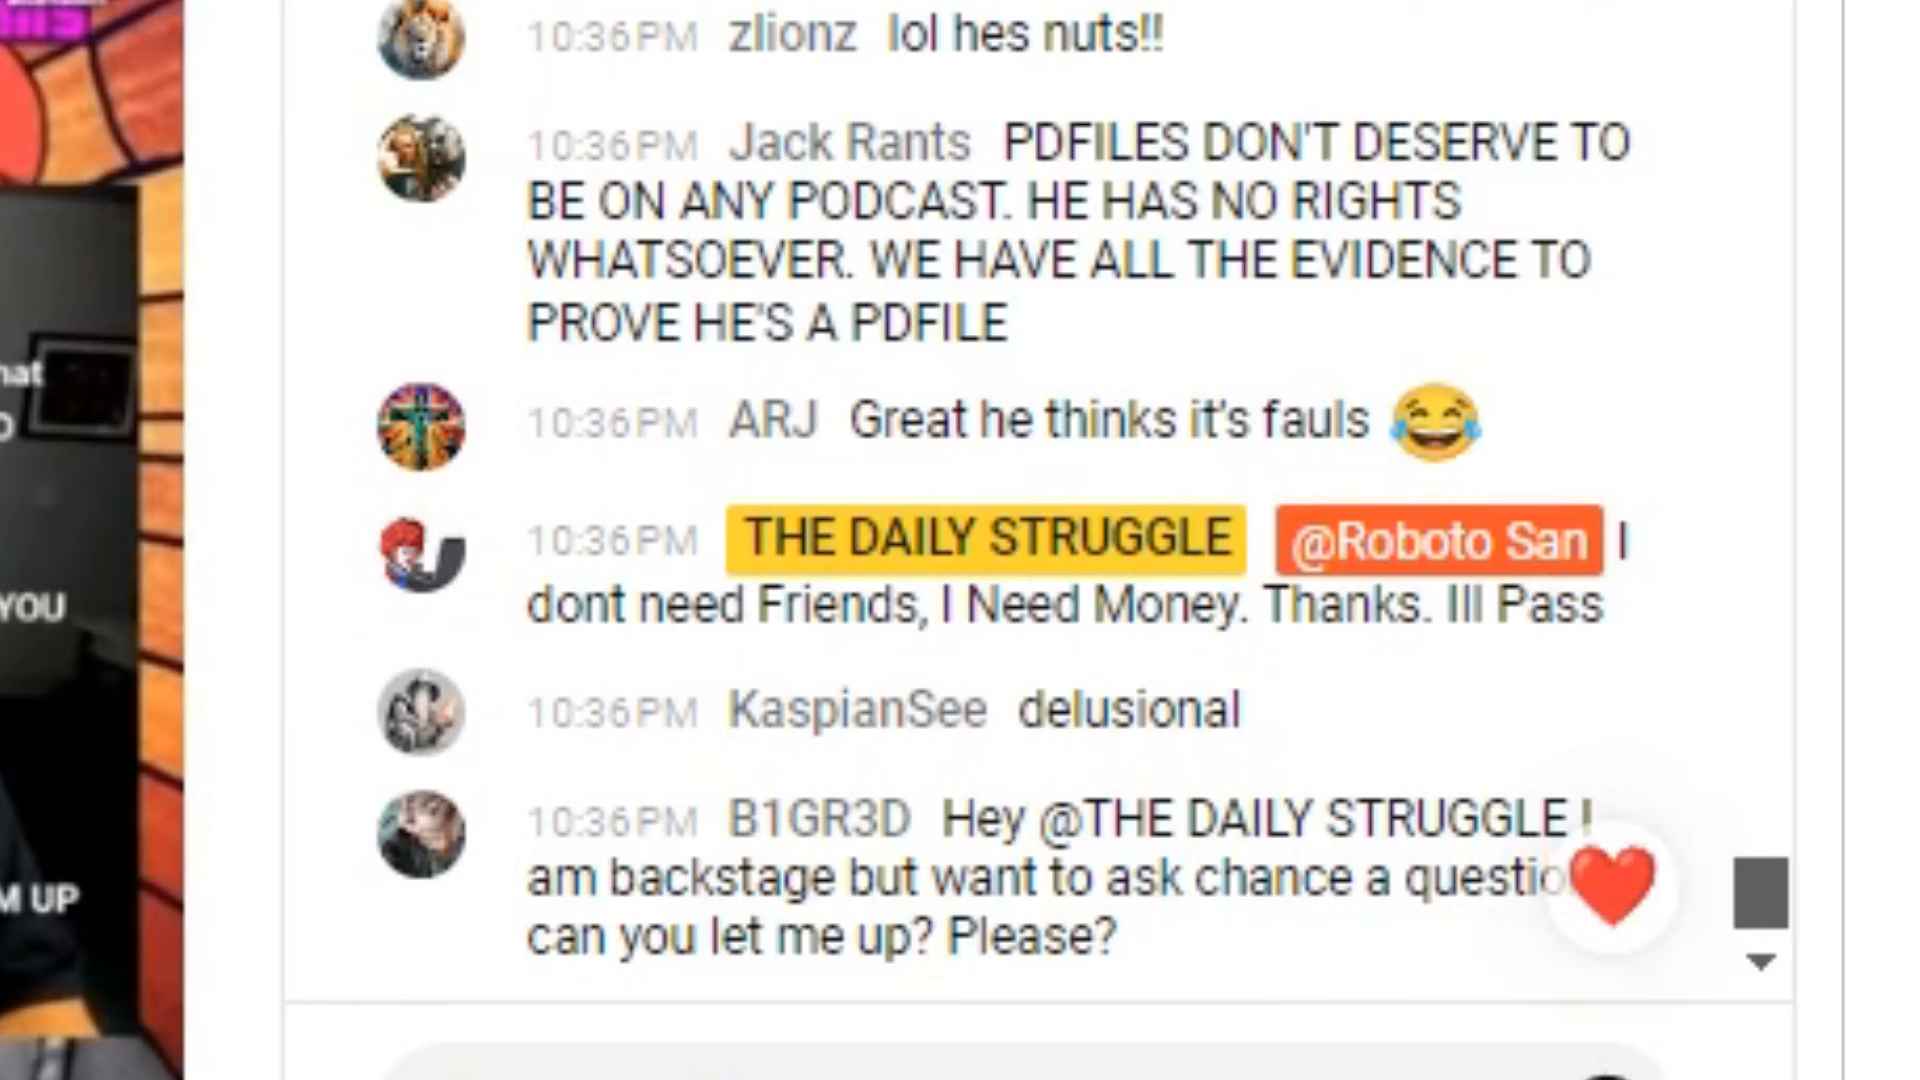 10:36PM zlionz lol hes nuts!!
10:36PM Jack Rants PDFILES DON'T DESERVE TO
BE ON ANY PODCAST. HE HAS NO RIGHTS
WHATSOEVER. WE HAVE ALL THE EVIDENCE TO
PROVE HE'S A PDFILE
hat
10:36PM ARJ Great he thinks it's fauls 😂
10:36PM THE DAILY STRUGGLE @Roboto San I
dont need Friends, I Need Money. Thanks. Ill Pass
YOU
10:36PM KaspianSee delusional
10:36PM B1GR3D Hey @THE DAILY STRUGGLE I
am backstage but want to ask chance a questio
M UP
can you let me up? Please?